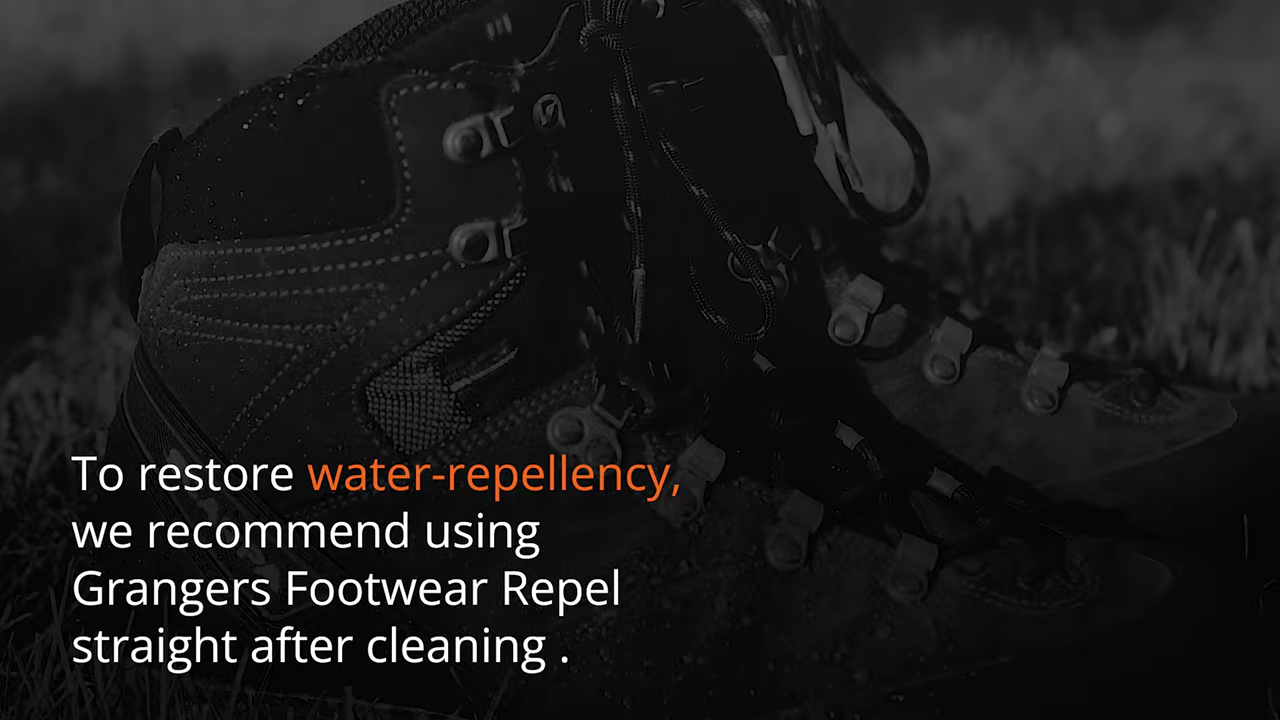 To restore water-repellency,
we recommend using
Grangers Footwear Repel
straight after cleaning .